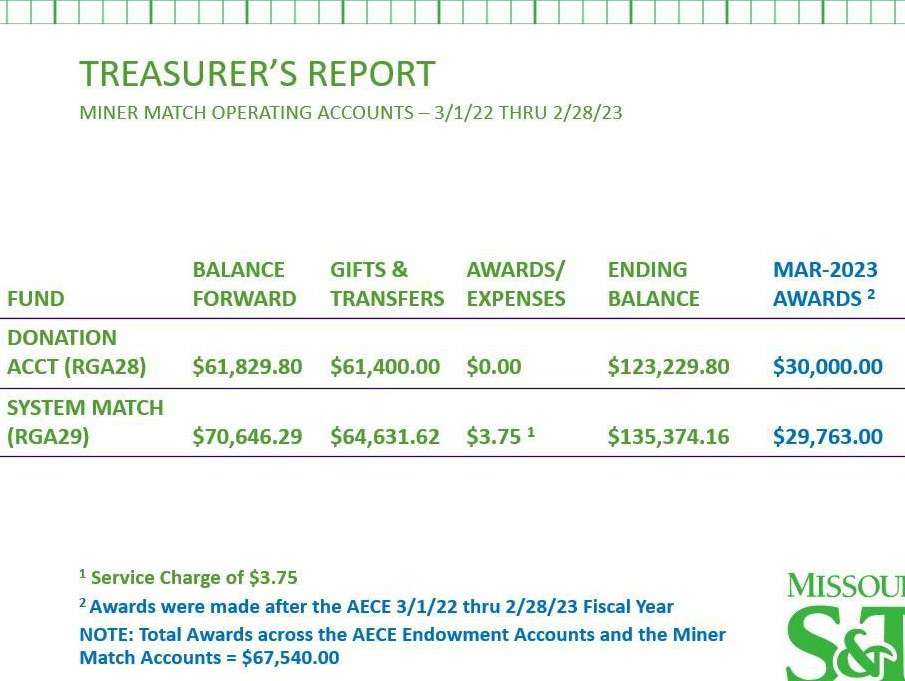 TREASURER’S REPORT
MINER MATCH OPERATING ACCOUNTS – 3/1/22 THRU 2/28/23
FUND BALANCE FORWARD GIFTS & TRANSFERS AWARDS/ EXPENSES ENDING BALANCE MAR-2023 AWARDS ²
DONATION
ACCT (RGA28) $61,829.80 $61,400.00 $0.00 $123,229.80 $30,000.00
SYSTEM MATCH
(RGA29) $70,646.29 $64,631.62 $3.75 ¹ $135,374.16 $29,763.00
¹ Service Charge of $3.75
² Awards were made after the AECE 3/1/22 thru 2/28/23 Fiscal Year
NOTE: Total Awards across the AECE Endowment Accounts and the Miner
Match Accounts = $67,540.00
MISSOU
S&T